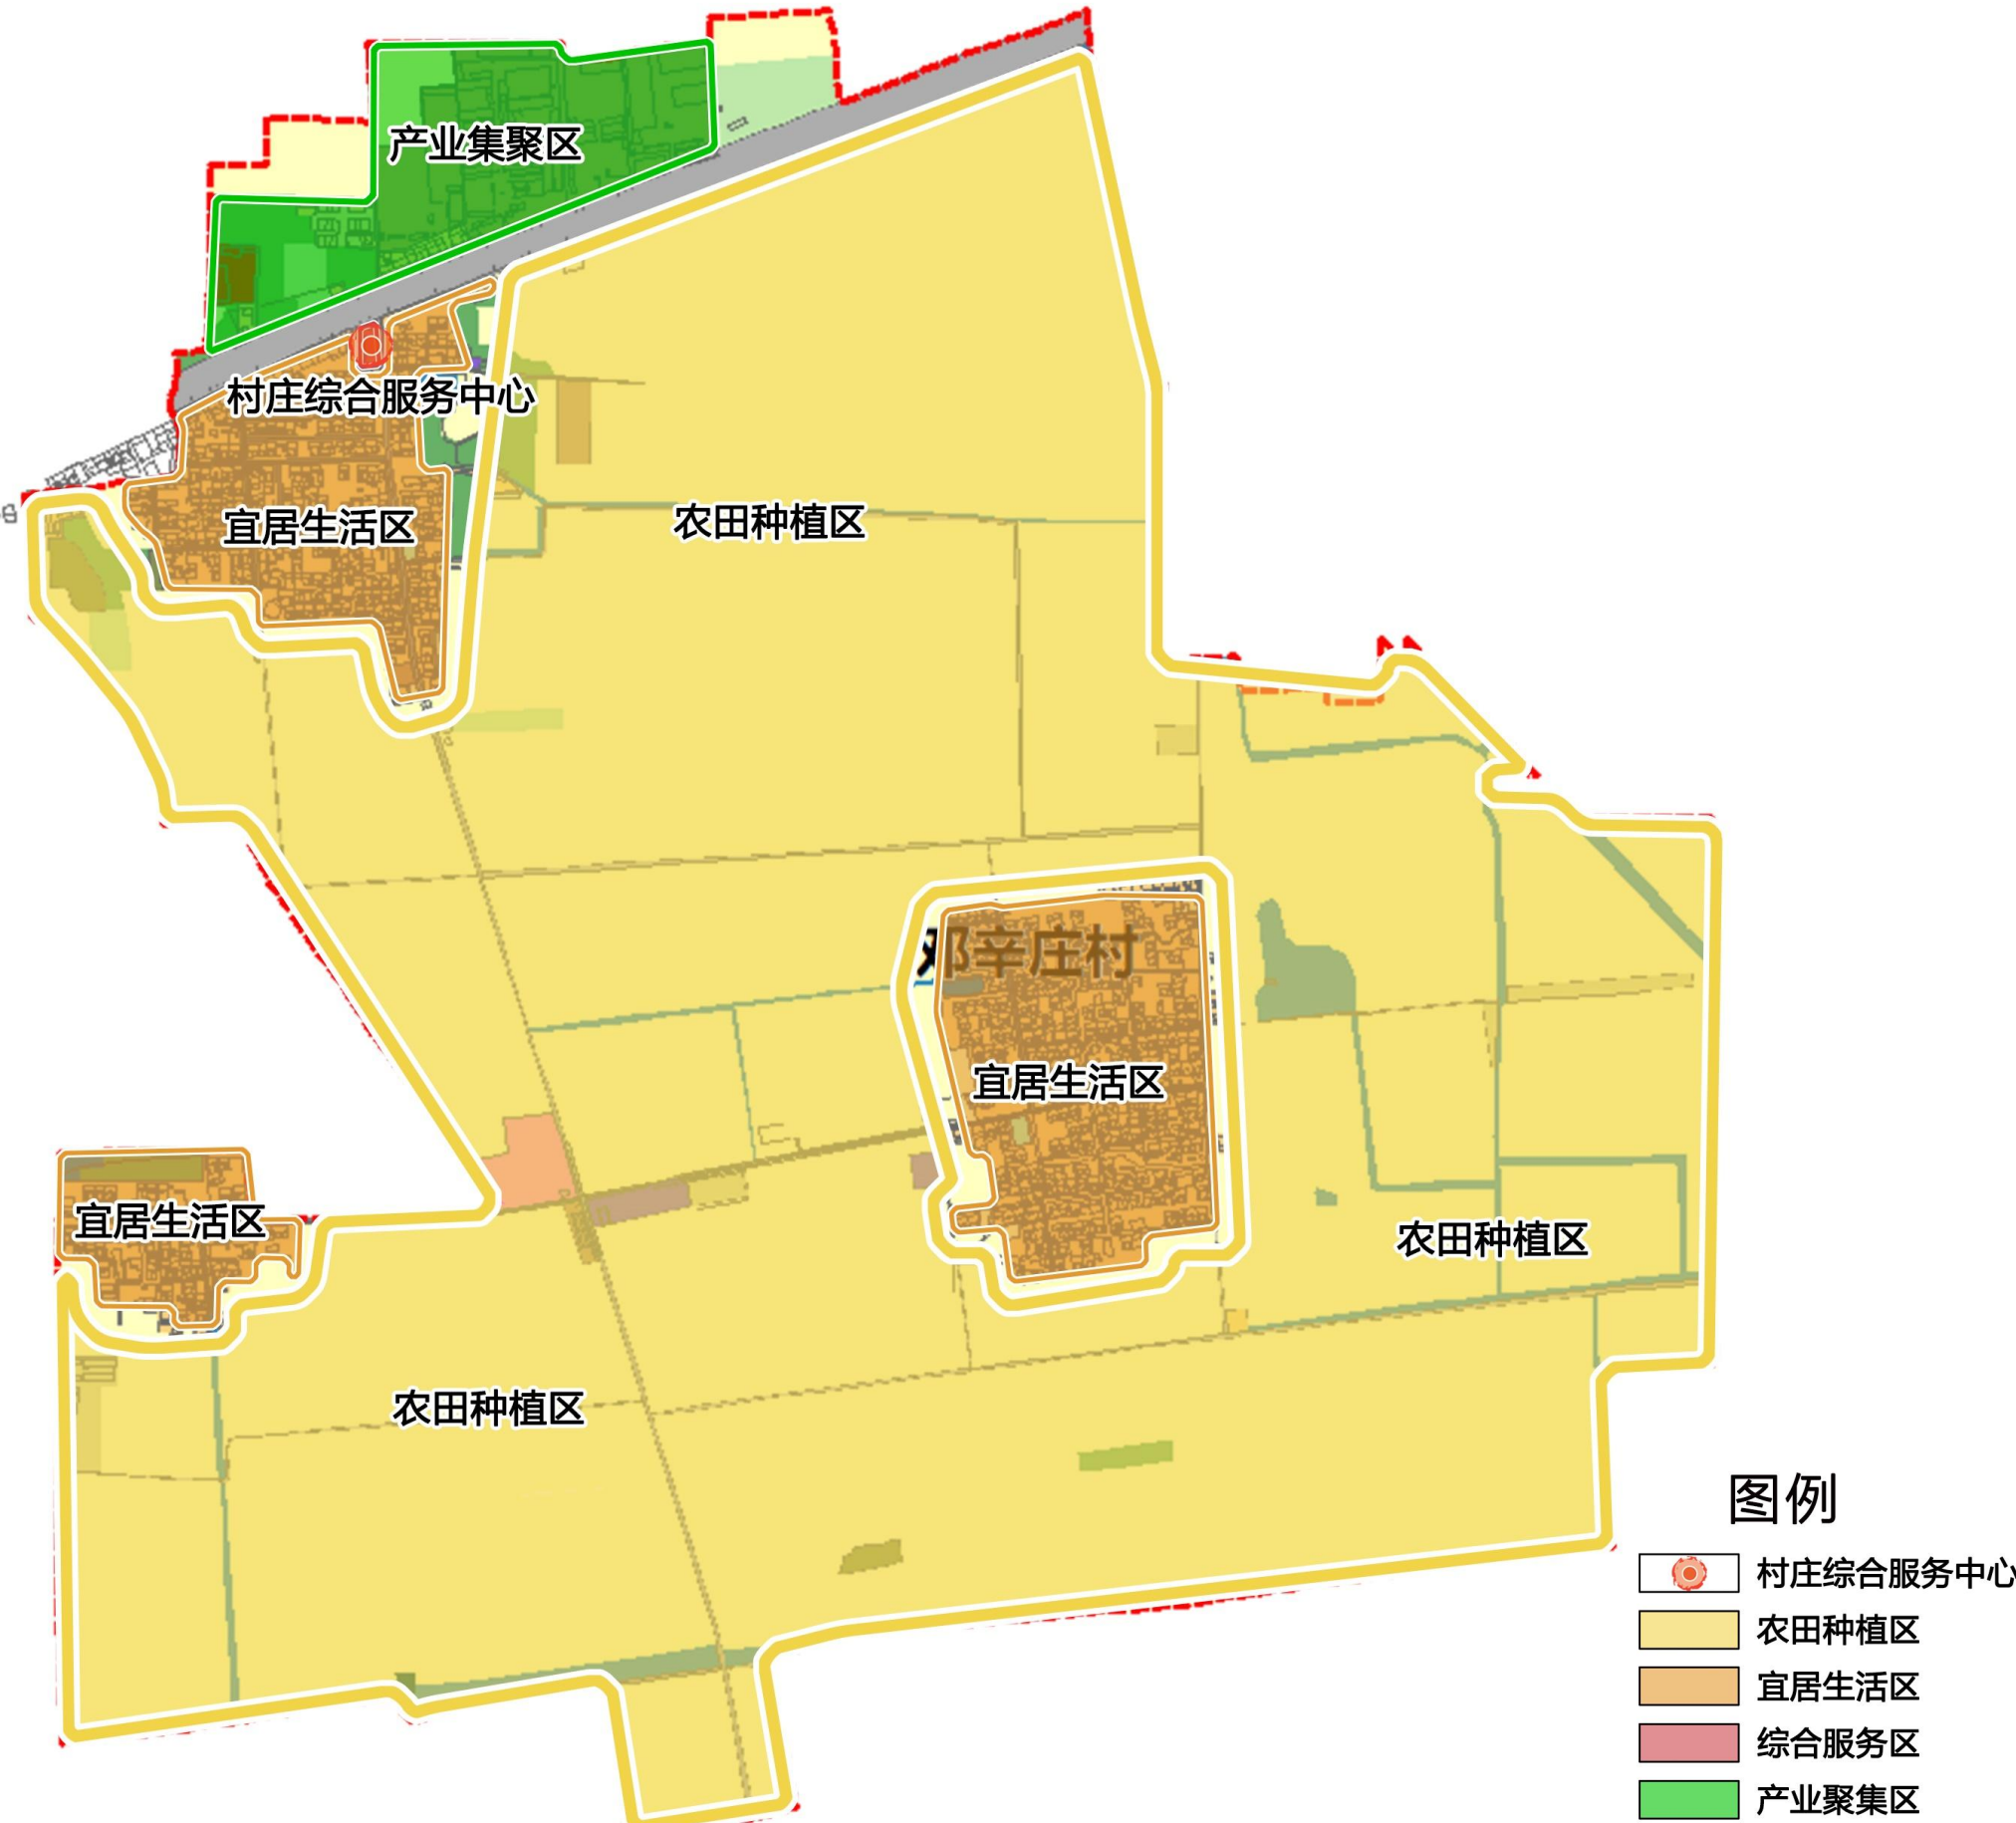 产业集聚区
村庄综合服务中心
宜居生活区
农田种植区
辛庄村
宜居生活区
宜居生活区
农田种植区
农田种植区
图例
村庄综合服务中心
农田种植区
宜居生活区
综合服务区
产业聚集区